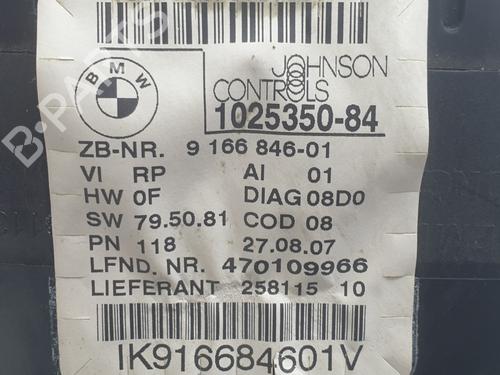 BMW
JOHNSON
CONTROLS
1025350-84
ZB-NR. 9 166 846-01
VI RP AI 01
HW 0F DIAG 08D0
SW 79.50.81 COD 08
PN 118 27.08.07
LFND. NR. 470109966
LIEFERANT 258115 10
IK916684601V
B-PARTS